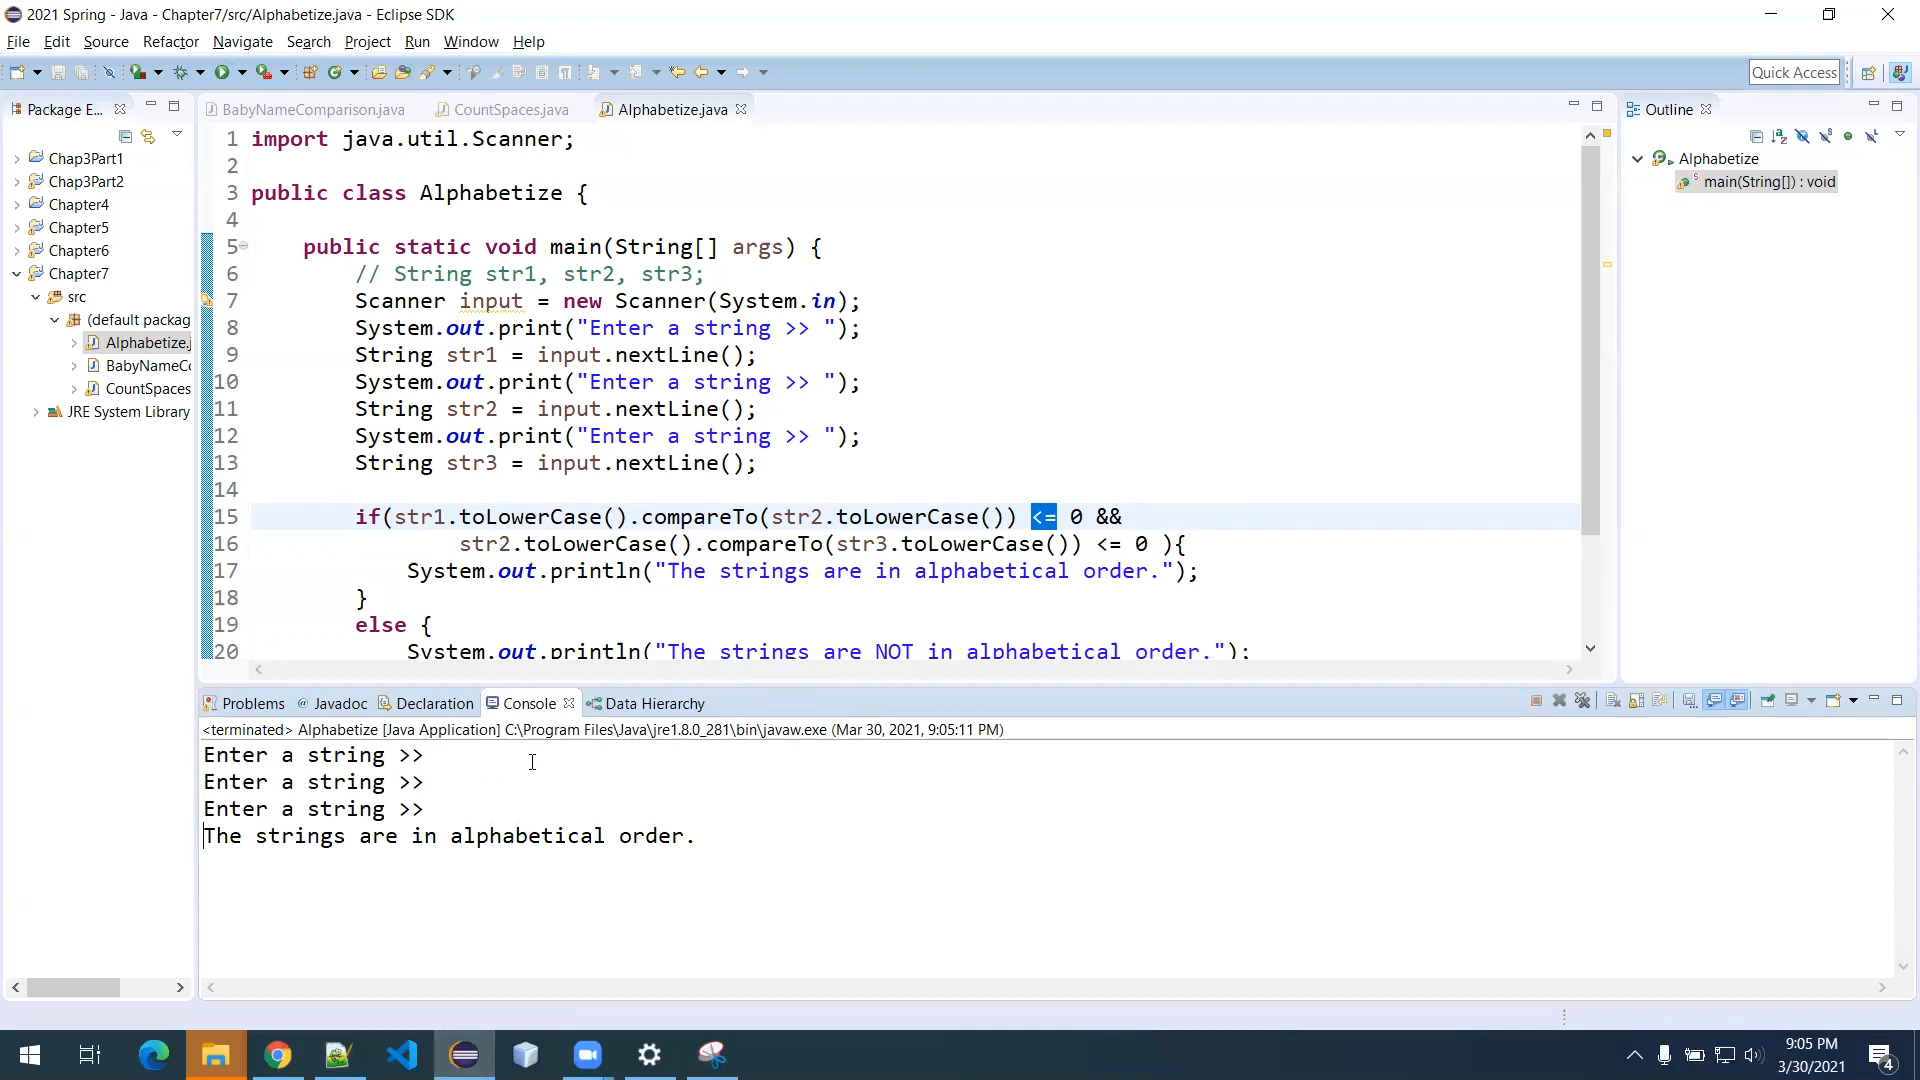 2021 Spring - Java - Chapter7/src/Alphabetize.java - Eclipse SDK
File Edit Source Refactor Navigate Search Project Run Window Help
Quick Access
Package E...
Chap3Part1
Chap3Part2
Chapter4
Chapter5
Chapter6
Chapter7
src
(default packag
Alphabetize.j
BabyNameCo
CountSpaces
JRE System Library
BabyNameComparison.java CountSpaces.java Alphabetize.java
1 import java.util.Scanner;
2
3 public class Alphabetize {
4
5 public static void main(String[] args) {
6 // String str1, str2, str3;
7 Scanner input = new Scanner(System.in);
8 System.out.print("Enter a string >> ");
9 String str1 = input.nextLine();
10 System.out.print("Enter a string >> ");
11 String str2 = input.nextLine();
12 System.out.print("Enter a string >> ");
13 String str3 = input.nextLine();
14
15 if(str1.toLowerCase().compareTo(str2.toLowerCase()) <= 0 &&
16 str2.toLowerCase().compareTo(str3.toLowerCase()) <= 0 ){
17 System.out.println("The strings are in alphabetical order.");
18 }
19 else {
20 System.out.println("The strings are NOT in alphabetical order.");
Outline
Alphabetize
main(String[]) : void
Problems @ Javadoc Declaration Console Data Hierarchy
<terminated> Alphabetize [Java Application] C:\Program Files\Java\jre1.8.0_281\bin\javaw.exe (Mar 30, 2021, 9:05:11 PM)
Enter a string >>
Enter a string >>
Enter a string >>
The strings are in alphabetical order.
9:05 PM
3/30/2021
4